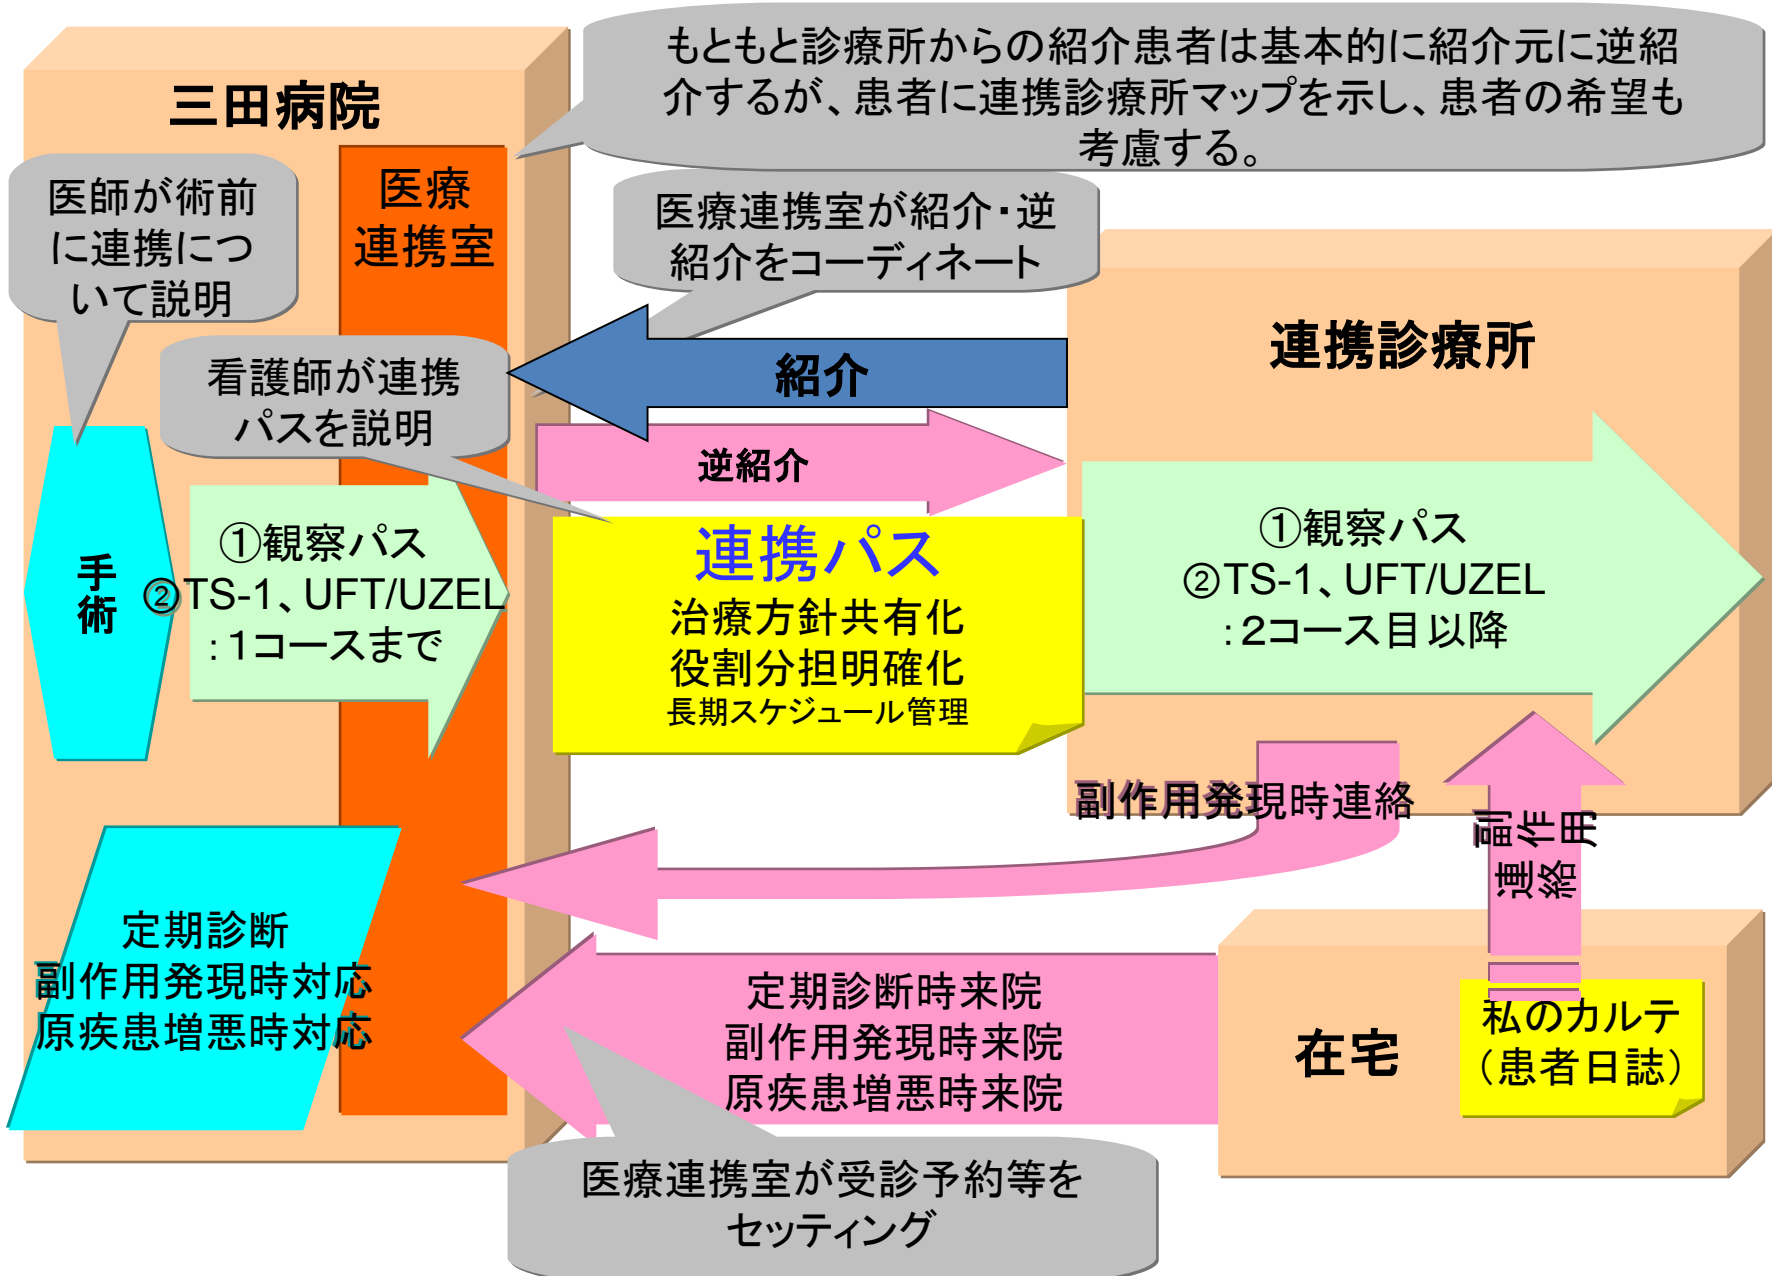 もともと診療所からの紹介患者は基本的に紹介元に逆紹
介するが、患者に連携診療所マップを示し、患者の希望も
考慮する。
三田病院
医療
連携室
医師が術前
に連携につ
いて説明
医療連携室が紹介・逆
紹介をコーディネート
連携診療所
看護師が連携
パスを説明
紹介
逆紹介
手術
①観察パス
②TS-1、UFT/UZEL
：1コースまで
連携パス
治療方針共有化
役割分担明確化
長期スケジュール管理
①観察パス
②TS-1、UFT/UZEL
：2コース目以降
副作用発現時連絡
副作用
連絡
定期診断
副作用発現時対応
原疾患増悪時対応
定期診断時来院
副作用発現時来院
原疾患増悪時来院
在宅
私のカルテ
（患者日誌）
医療連携室が受診予約等を
セッティング